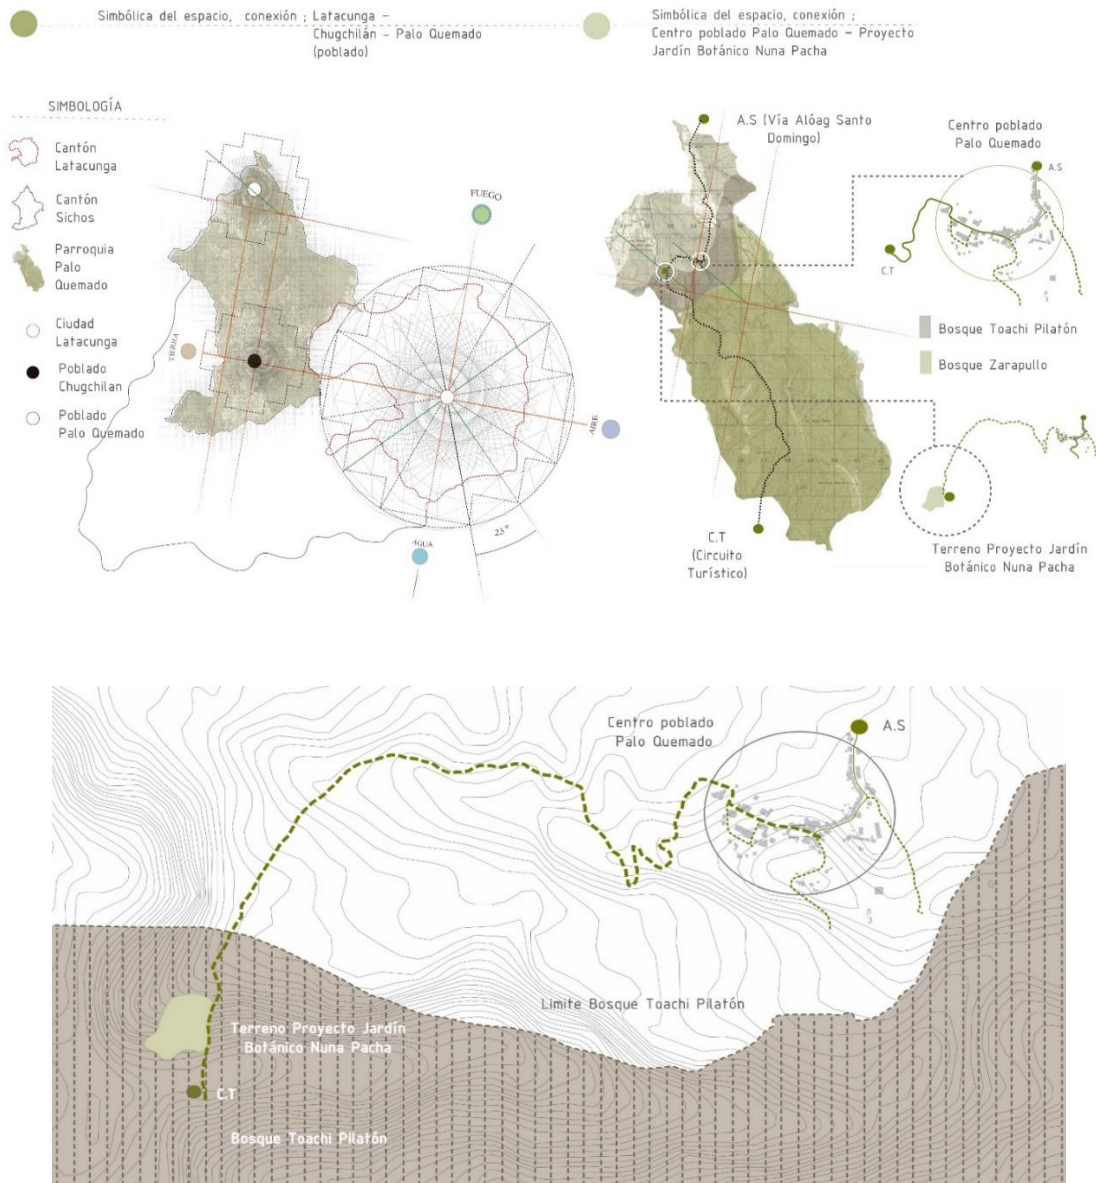 Simbólica del espacio, conexión ; Latacunga –
Chugchilán – Palo Quemado
(poblado)
Simbólica del espacio, conexión ;
Centro poblado Palo Quemado – Proyecto
Jardín Botánico Nuna Pacha
SIMBOLOGÍA
Cantón
Latacunga
Cantón
Sichos
Parroquia
Palo
Quemado
Ciudad
Latacunga
Poblado
Chugchilan
Poblado
Palo Quemado
TIERRA
FUEGO
AIRE
AGUA
23°
A.S (Vía Alóag Santo
Domingo)
C.T
(Circuito
Turístico)
Centro poblado
Palo Quemado
A.S
C.T
Bosque Toachi Pilatón
Bosque Zarapullo
Terreno Proyecto Jardín
Botánico Nuna Pacha
Centro poblado
Palo Quemado
A.S
Limite Bosque Toachi Pilatón
Terreno Proyecto Jardín
Botánico Nuna Pacha
C.T
Bosque Toachi Pilatón